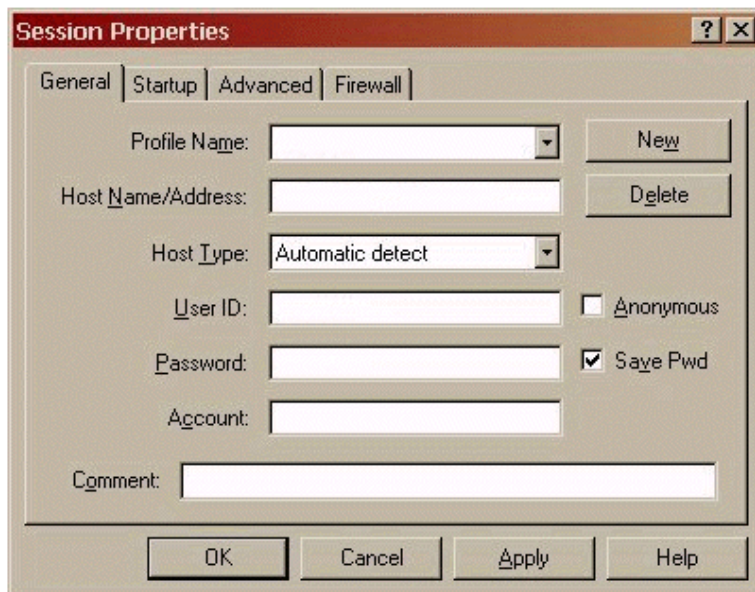 Session Properties
General Startup Advanced Firewall
Profile Name: New
Host Name/Address: Delete
Host Type: Automatic detect
User ID: Anonymous
Password: Save Pwd
Account:
Comment:
OK Cancel Apply Help